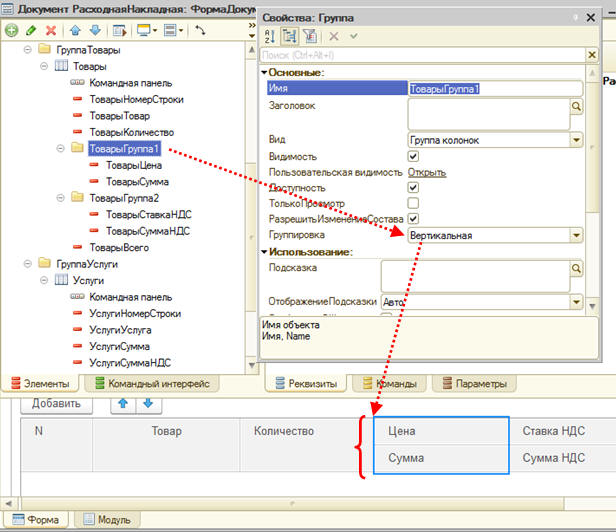 Документ РасходнаяНакладная: ФормаДокум
ГруппаТовары
Товары
Командная панель
ТоварыНомерСтроки
ТоварыТовар
ТоварыКоличество
ТоварыГруппа1
ТоварыЦена
ТоварыСумма
ТоварыГруппа2
ТоварыСтавкаНДС
ТоварыСуммаНДС
ТоварыВсего
ГруппаУслуги
Услуги
Командная панель
УслугиНомерСтроки
УслугиУслуга
УслугиСумма
УслугиСуммаНДС
Элементы
Командный интерфейс
Свойства: Группа
Поиск (Ctrl+Alt+I)
Основные:
Имя ТоварыГруппа1
Заголовок
Вид Группа колонок
Видимость
Пользовательская видимость Открыть
Доступность
ТолькоПросмотр
РазрешитьИзменениеСостава
Группировка Вертикальная
Использование:
Подсказка
ОтображениеПодсказки Авто
Имя объекта
Имя, Name
Ра
Реквизиты
Команды
Параметры
Добавить
N Товар Количество Цена Ставка НДС
Сумма Сумма НДС
Форма Модуль